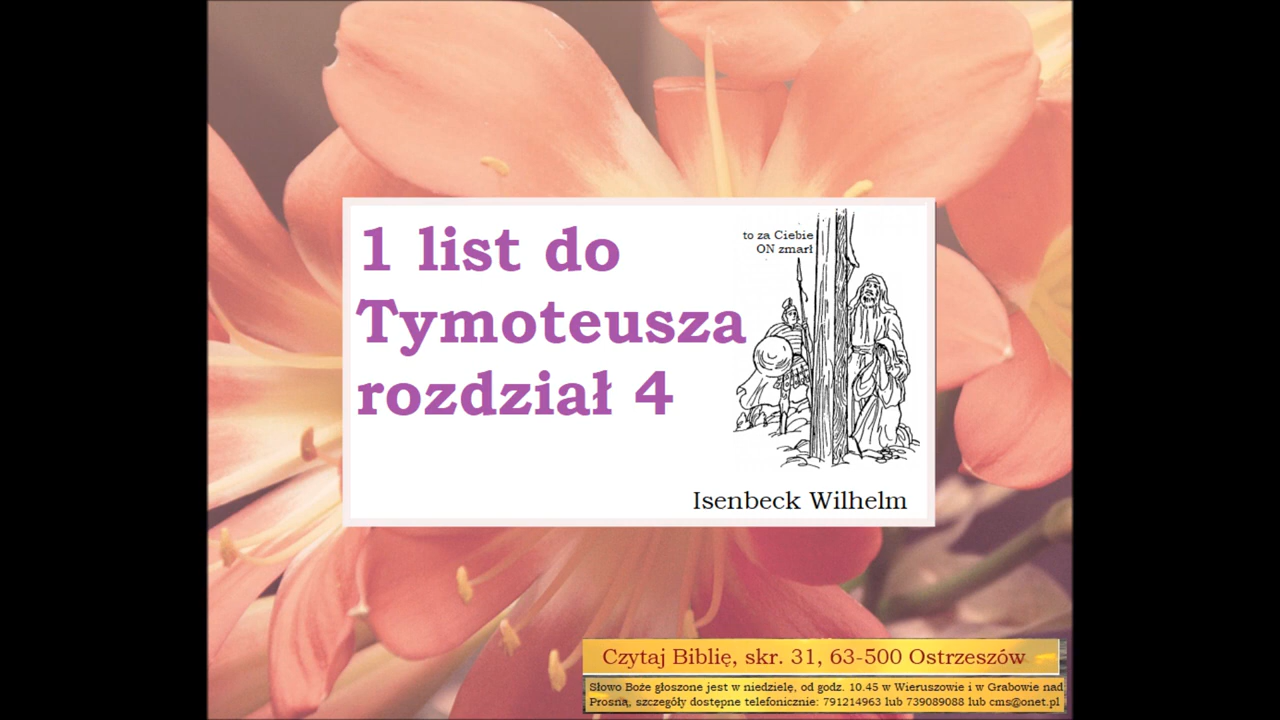 1 list do
Tymoteusza
rozdział 4
to za Ciebie
ON zmarł
Isenbeck Wilhelm
Czytaj Biblię, skr. 31, 63-500 Ostrzeszów
Słowo Boże głoszone jest w niedzielę, od godz. 10.45 w Wieruszowie i w Grabowie nad
Prosną, szczegóły dostępne telefonicznie: 791214963 lub 739089088 lub cms@onet.pl